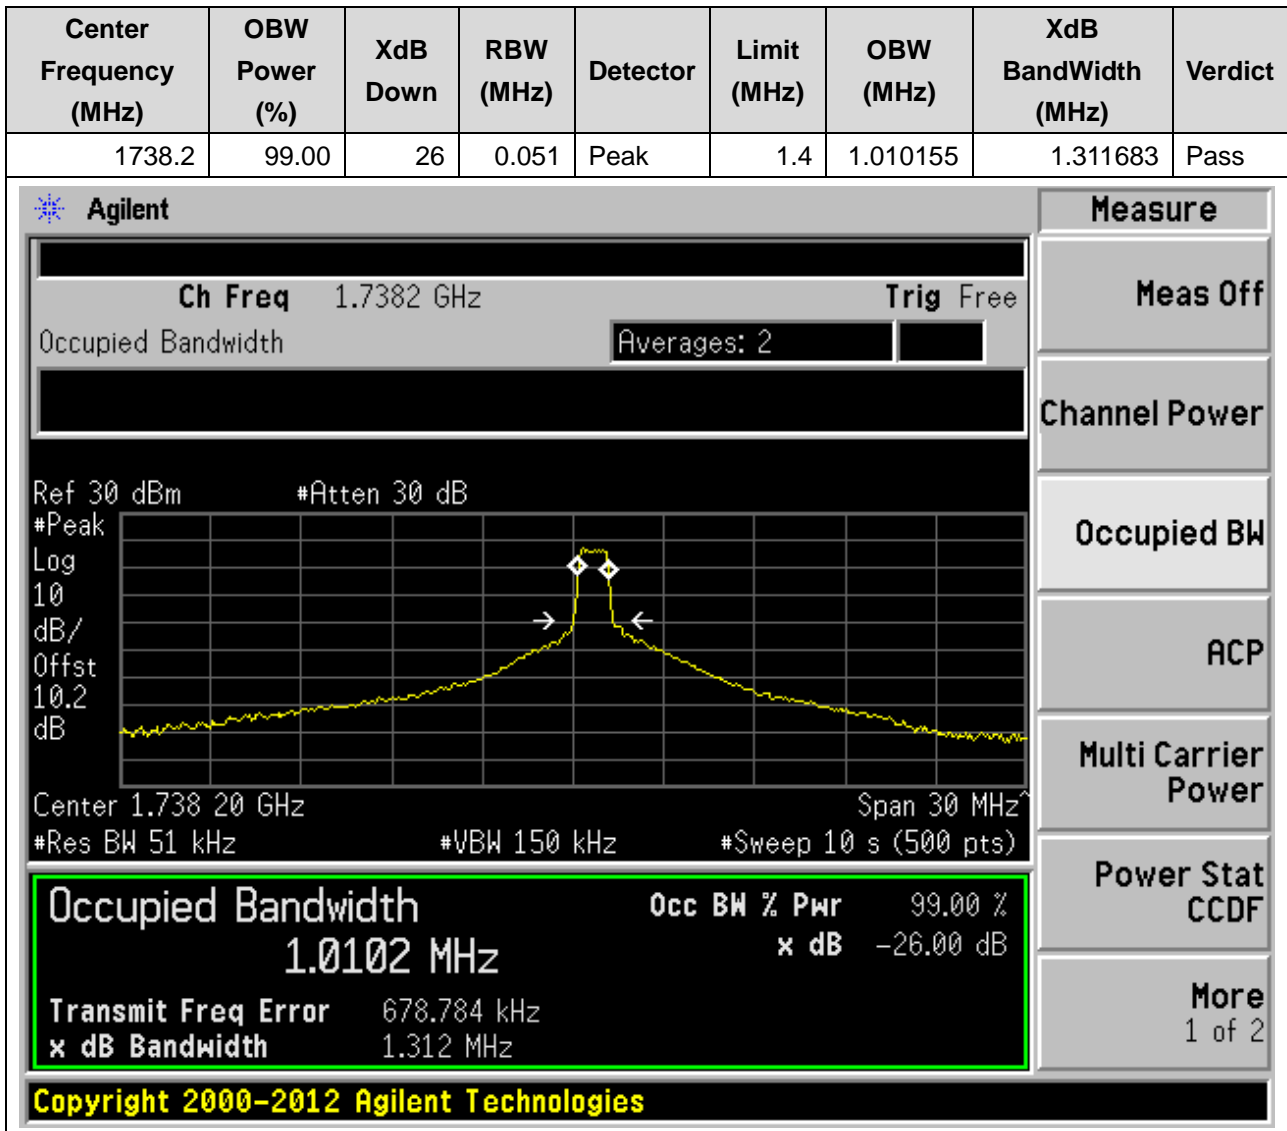 Center Frequency (MHz) OBW Power (%) XdB Down RBW (MHz) Detector Limit (MHz) OBW (MHz) XdB BandWidth (MHz) Verdict
1738.2 99.00 26 0.051 Peak 1.4 1.010155 1.311683 Pass
Agilent
Ch Freq 1.7382 GHz Trig Free
Occupied Bandwidth Averages: 2
Ref 30 dBm #Atten 30 dB
#Peak
Log
10
dB/
Offst
10.2
dB
Center 1.738 20 GHz Span 30 MHz^
#Res BW 51 kHz #VBW 150 kHz #Sweep 10 s (500 pts)
Occupied Bandwidth Occ BW % Pwr 99.00 %
1.0102 MHz x dB -26.00 dB
Transmit Freq Error 678.784 kHz
x dB Bandwidth 1.312 MHz
Copyright 2000-2012 Agilent Technologies
Measure
Meas Off
Channel Power
Occupied BW
ACP
Multi Carrier
Power
Power Stat
CCDF
More
1 of 2